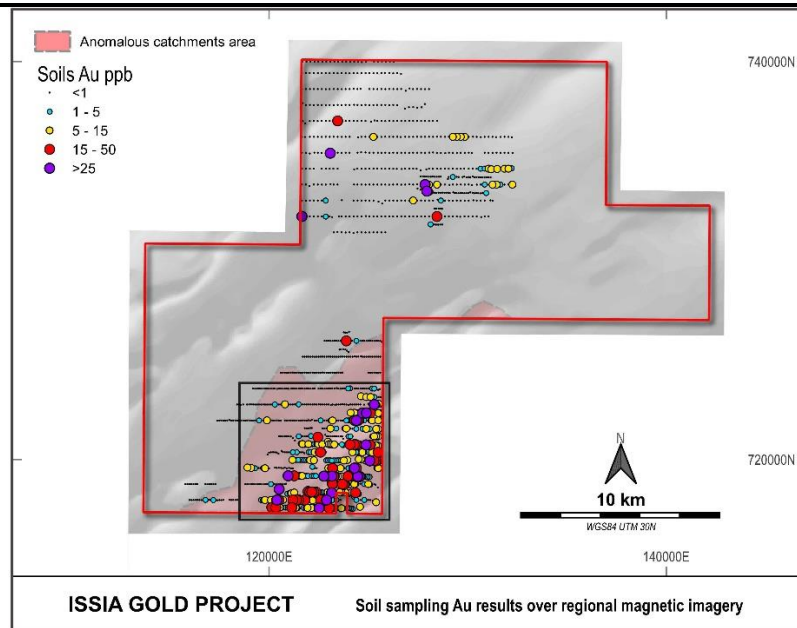 Anomalous catchments area
Soils Au ppb
<1
1 - 5
5 - 15
15 - 50
>25
740000N
720000N
N
10 km
WGS84 UTM 30N
120000E 140000E
ISSIA GOLD PROJECT Soil sampling Au results over regional magnetic imagery